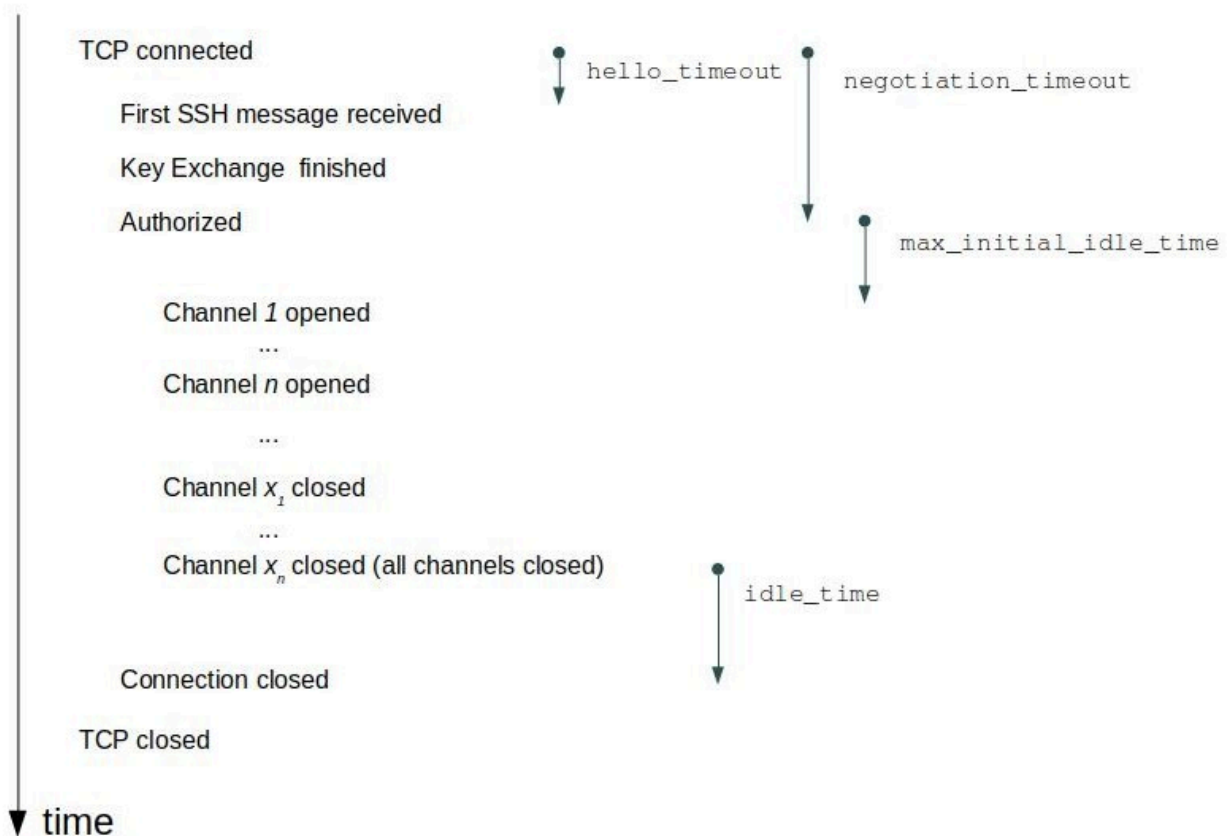 TCP connected
hello_timeout
negotiation_timeout
First SSH message received
Key Exchange finished
Authorized
max_initial_idle_time
Channel 1 opened
...
Channel n opened
...
Channel x1 closed
...
Channel xn closed (all channels closed)
idle_time
Connection closed
TCP closed
time